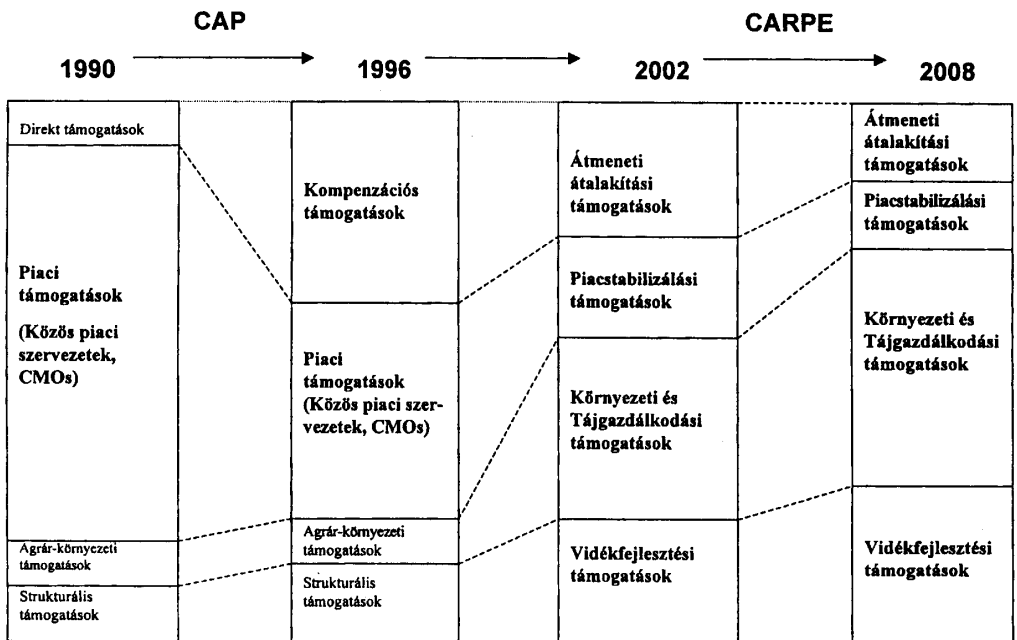 CAP
CARPE
1990
1996
2002
2008
Direkt támogatások
Piaci
támogatások
(Közös piaci
szervezetek,
CMOs)
Agrár-környezeti
támogatások
Strukturális
támogatások
Kompenzációs
támogatások
Piaci
támogatások
(Közös piaci szer-
vezetek, CMOs)
Agrár-környezeti
támogatások
Strukturális
támogatások
Átmeneti
átalakítási
támogatások
Piacstabilizálási
támogatások
Környezeti és
Tájgazdálkodási
támogatások
Vidékfejlesztési
támogatások
Átmeneti
átalakítási
támogatások
Piacstabilizálási
támogatások
Környezeti és
Tájgazdálkodási
támogatások
Vidékfejlesztési
támogatások